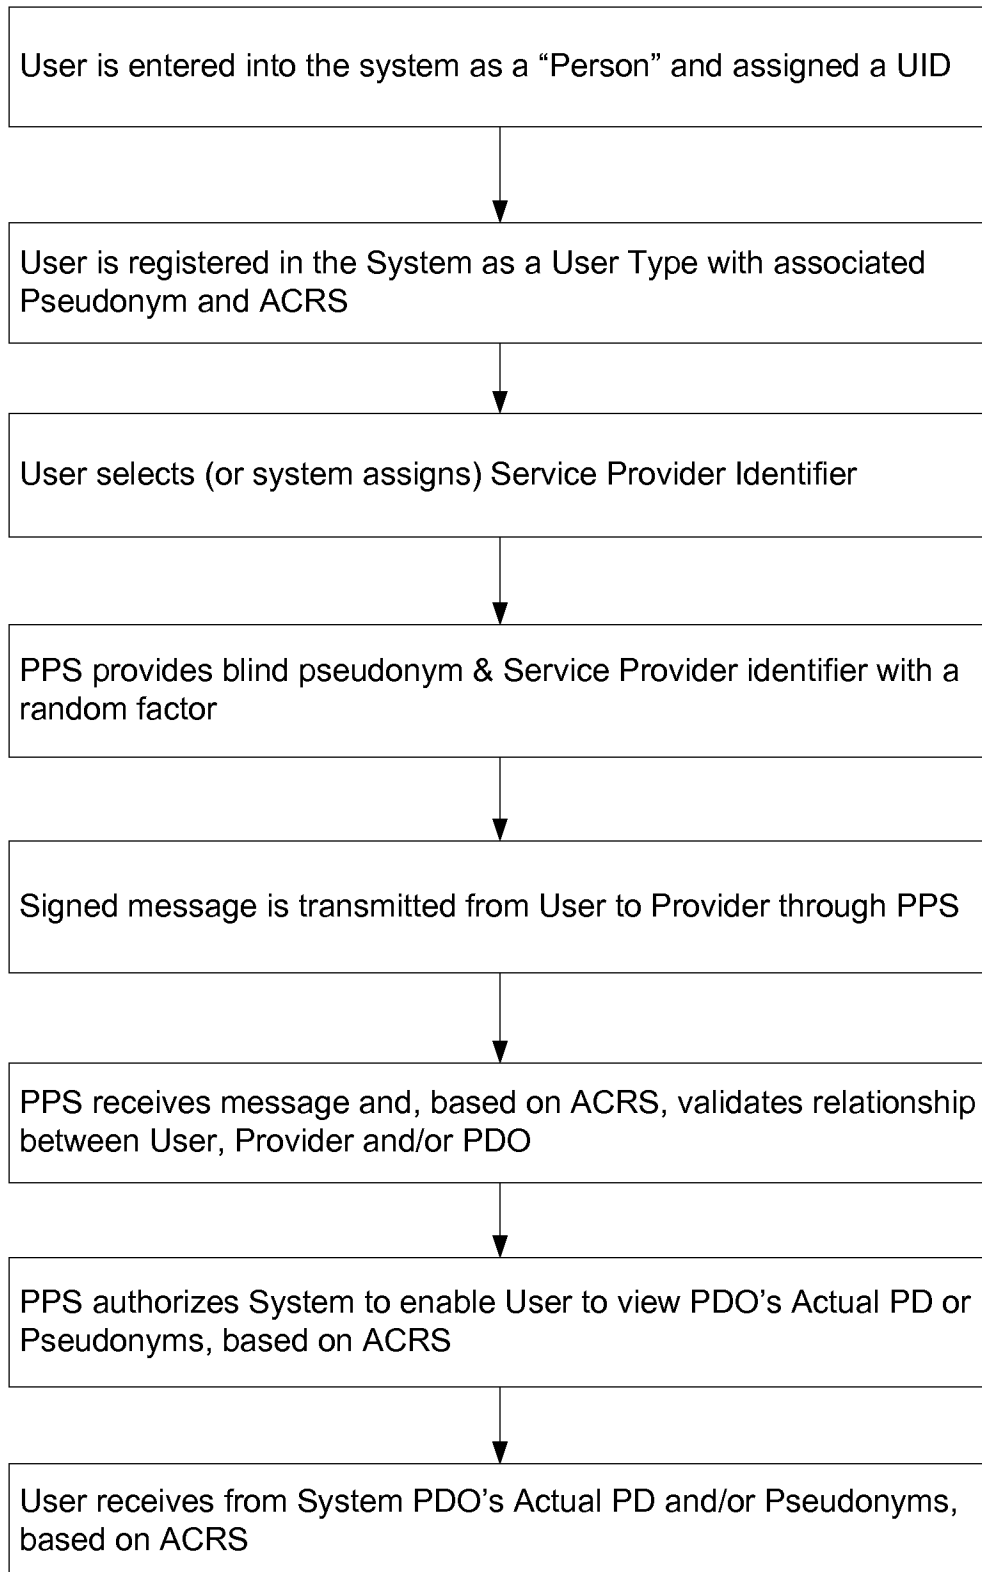 User is entered into the system as a “Person” and assigned a UID
User is registered in the System as a User Type with associated
Pseudonym and ACRS
User selects (or system assigns) Service Provider Identifier
PPS provides blind pseudonym & Service Provider identifier with a
random factor
Signed message is transmitted from User to Provider through PPS
PPS receives message and, based on ACRS, validates relationship
between User, Provider and/or PDO
PPS authorizes System to enable User to view PDO’s Actual PD or
Pseudonyms, based on ACRS
User receives from System PDO’s Actual PD and/or Pseudonyms,
based on ACRS